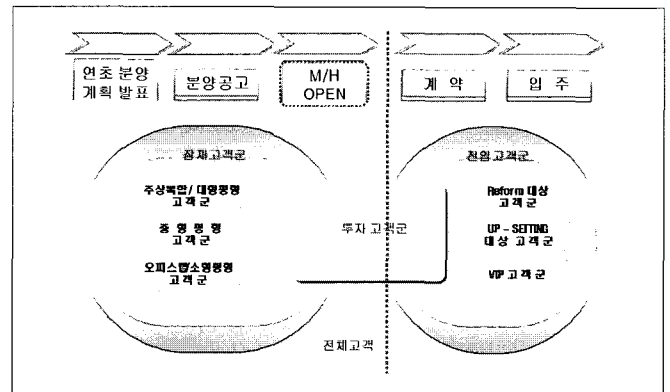 연초 분양
계획 발표
분양공고
M/H
OPEN
계 약
입 주
잠재고객군
전입고객군
주상복합/ 대형평형
고객군
중 형 평 형
고객군
오피스텔소형평형
고객군
투자 고객군
Reform 대상
고객군
UP - SETTING
대상 고객군
VIP 고객군
전체고객